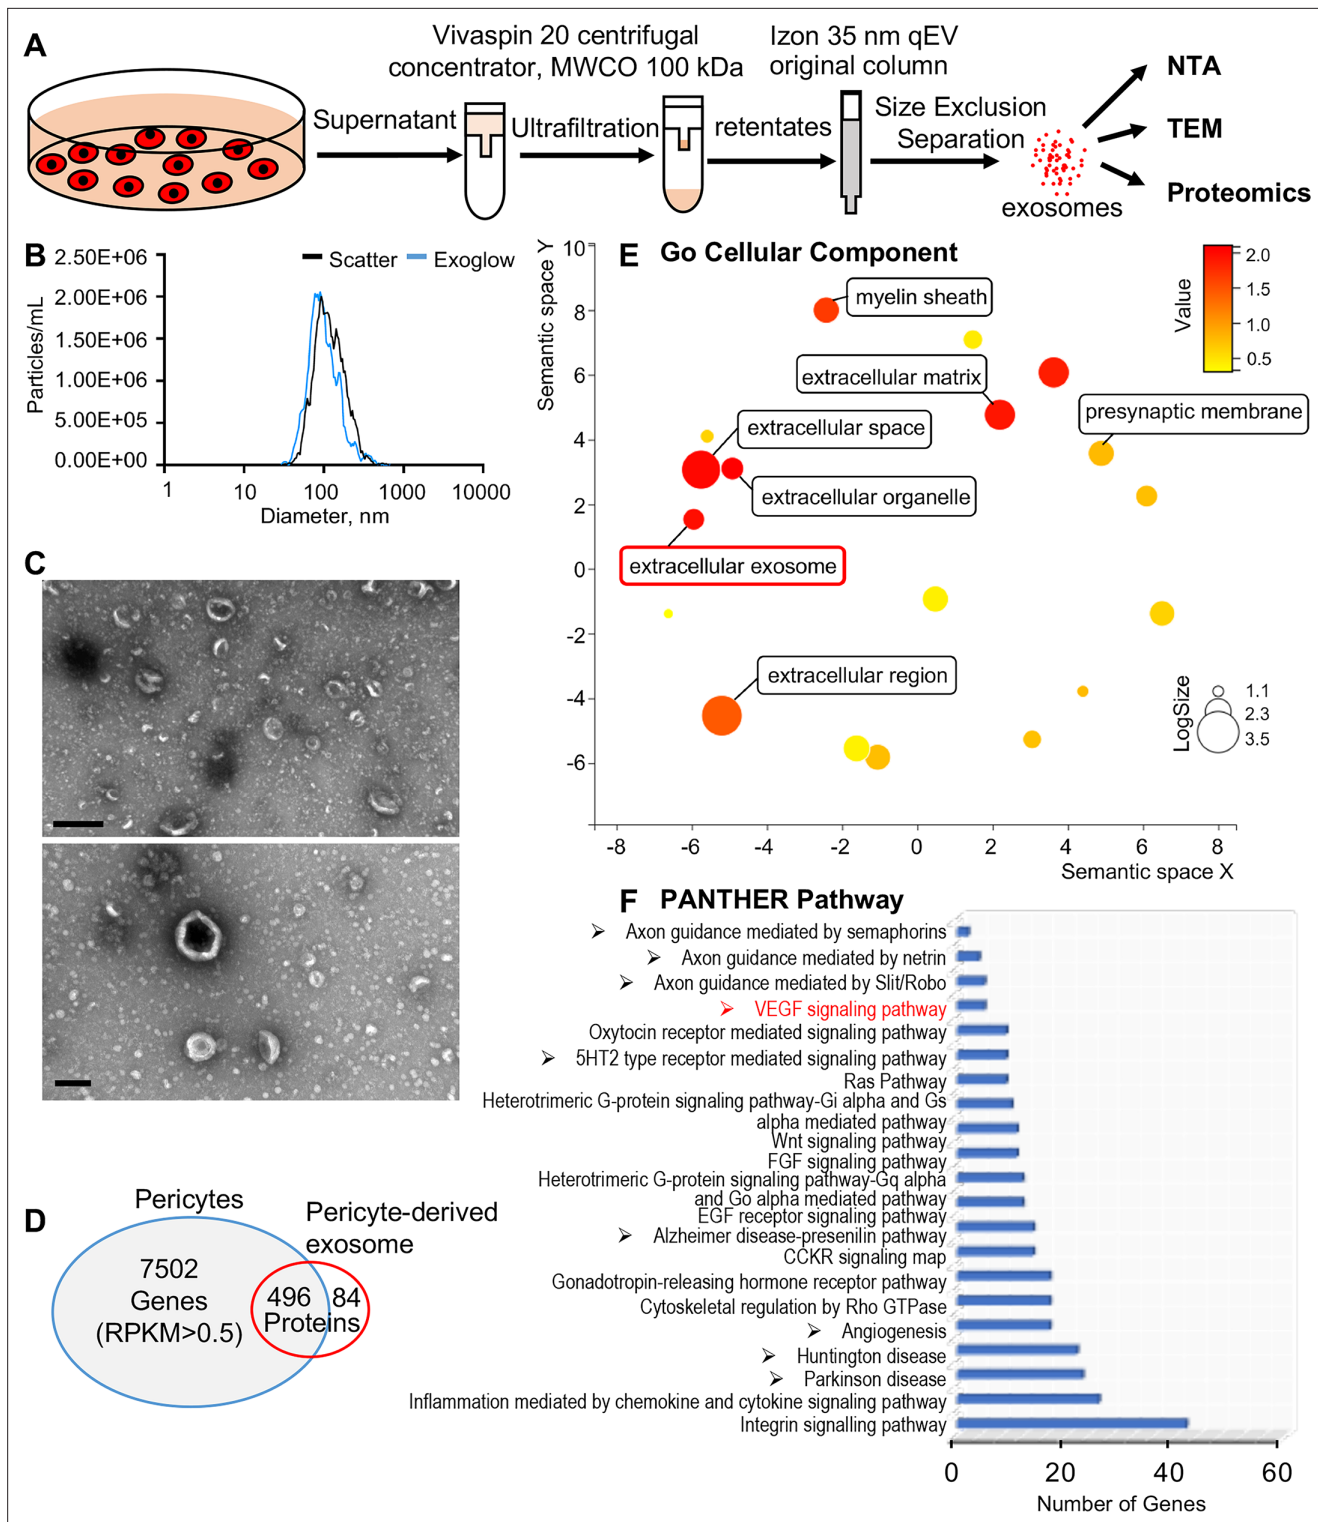 A
Vivaspin 20 centrifugal
concentrator, MWCO 100 kDa
Izon 35 nm qEV
original column
Supernatant
Ultrafiltration
retentates
Size Exclusion
Separation
exosomes
NTA
TEM
Proteomics
B
2.50E+06
2.00E+06
1.50E+06
1.00E+06
5.00E+05
0.00E+00
Particles/mL
Scatter
Exoglow
1
10
100
1000
10000
Diameter, nm
C
D
Pericytes
Pericyte-derived
exosome
7502
Genes
(RPKM>0.5)
496
84
Proteins
E
Go Cellular Component
Semantic space Y
10
8
6
4
2
0
-2
-4
-6
myelin sheath
extracellular matrix
presynaptic membrane
extracellular space
extracellular organelle
extracellular exosome
extracellular region
Value
2.0
1.5
1.0
0.5
LogSize
1.1
2.3
3.5
-8
-6
-4
-2
0
2
4
6
8
Semantic space X
F
PANTHER Pathway
Axon guidance mediated by semaphorins
Axon guidance mediated by netrin
Axon guidance mediated by Slit/Robo
VEGF signaling pathway
Oxytocin receptor mediated signaling pathway
5HT2 type receptor mediated signaling pathway
Ras Pathway
Heterotrimeric G-protein signaling pathway-Gi alpha and Gs
alpha mediated pathway
Wnt signaling pathway
FGF signaling pathway
Heterotrimeric G-protein signaling pathway-Gq alpha
and Go alpha mediated pathway
EGF receptor signaling pathway
Alzheimer disease-presenilin pathway
CCKR signaling map
Gonadotropin-releasing hormone receptor pathway
Cytoskeletal regulation by Rho GTPase
Angiogenesis
Huntington disease
Parkinson disease
Inflammation mediated by chemokine and cytokine signaling pathway
Integrin signalling pathway
0
20
40
60
Number of Genes